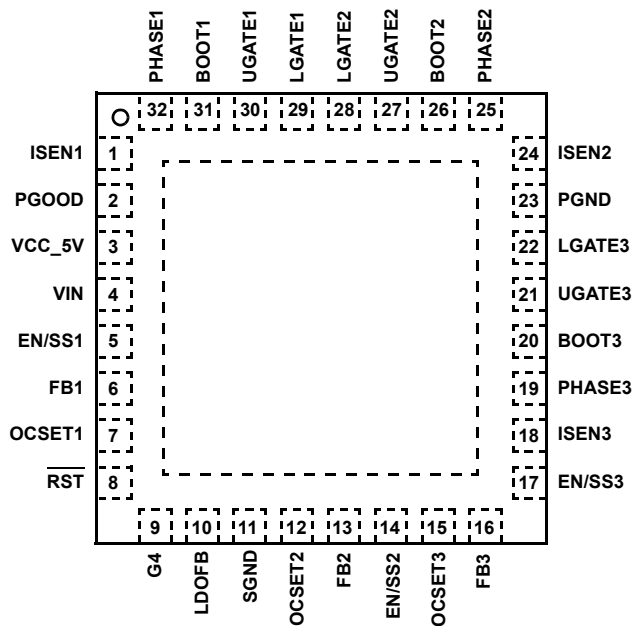 PHASE1
BOOT1
UGATE1
LGATE1
LGATE2
UGATE2
BOOT2
PHASE2
32 31 30 29 28 27 26 25
ISEN1 1
24 ISEN2
PGOOD 2
23 PGND
VCC_5V 3
22 LGATE3
VIN 4
21 UGATE3
EN/SS1 5
20 BOOT3
FB1 6
19 PHASE3
OCSET1 7
18 ISEN3
RST 8
17 EN/SS3
9 10 11 12 13 14 15 16
G4
LDOFB
SGND
OCSET2
FB2
EN/SS2
OCSET3
FB3